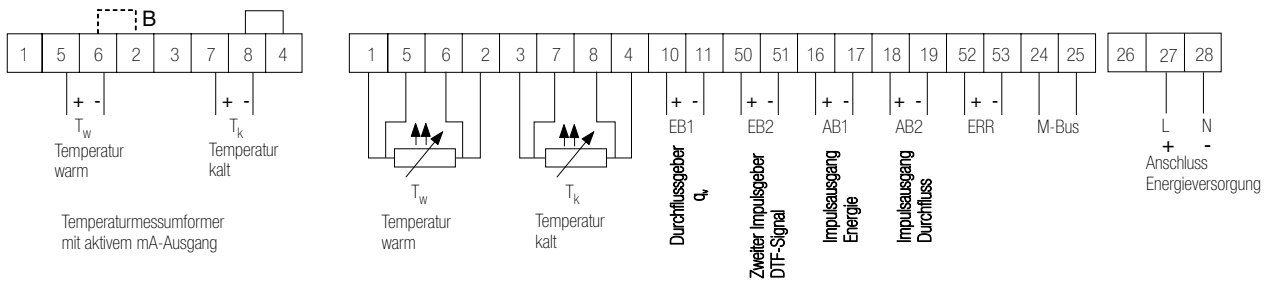 B
1 5 6 2 3 7 8 4
+ - + -
Tw Tk
Temperatur
warm
Temperatur
kalt
Temperaturmessumformer
mit aktivem mA-Ausgang
1 5 6 2 3 7 8 4 10 11 50 51 16 17 18 19 52 53 24 25 26 27 28
+ - + - + - + - + -
EB1 EB2 AB1 AB2 ERR M-Bus L N
+ -
Tw
Temperatur
warm
Tk
Temperatur
kalt
Durchflussgeber
qv
Zweiter Impulsgeber
DTF-Signal
Impulsausgang
Energie
Impulsausgang
Durchfluss
Anschluss
Energieversorgung